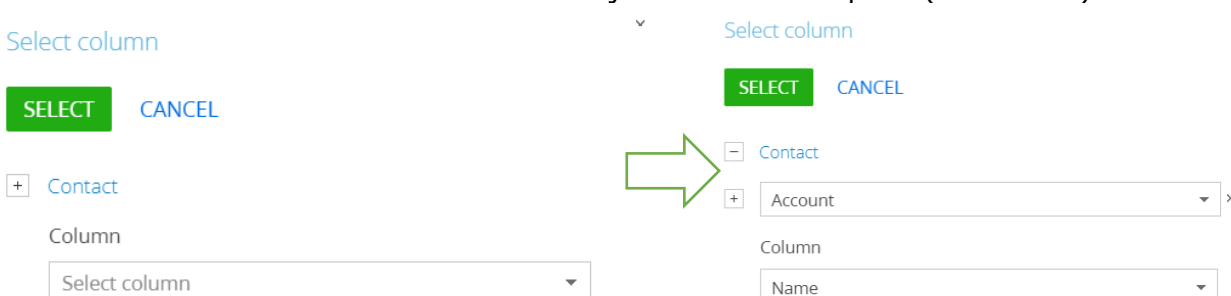 Select column
SELECT CANCEL
+ Contact
Column
Select column
Select column
SELECT CANCEL
− Contact
+ Account
Column
Name